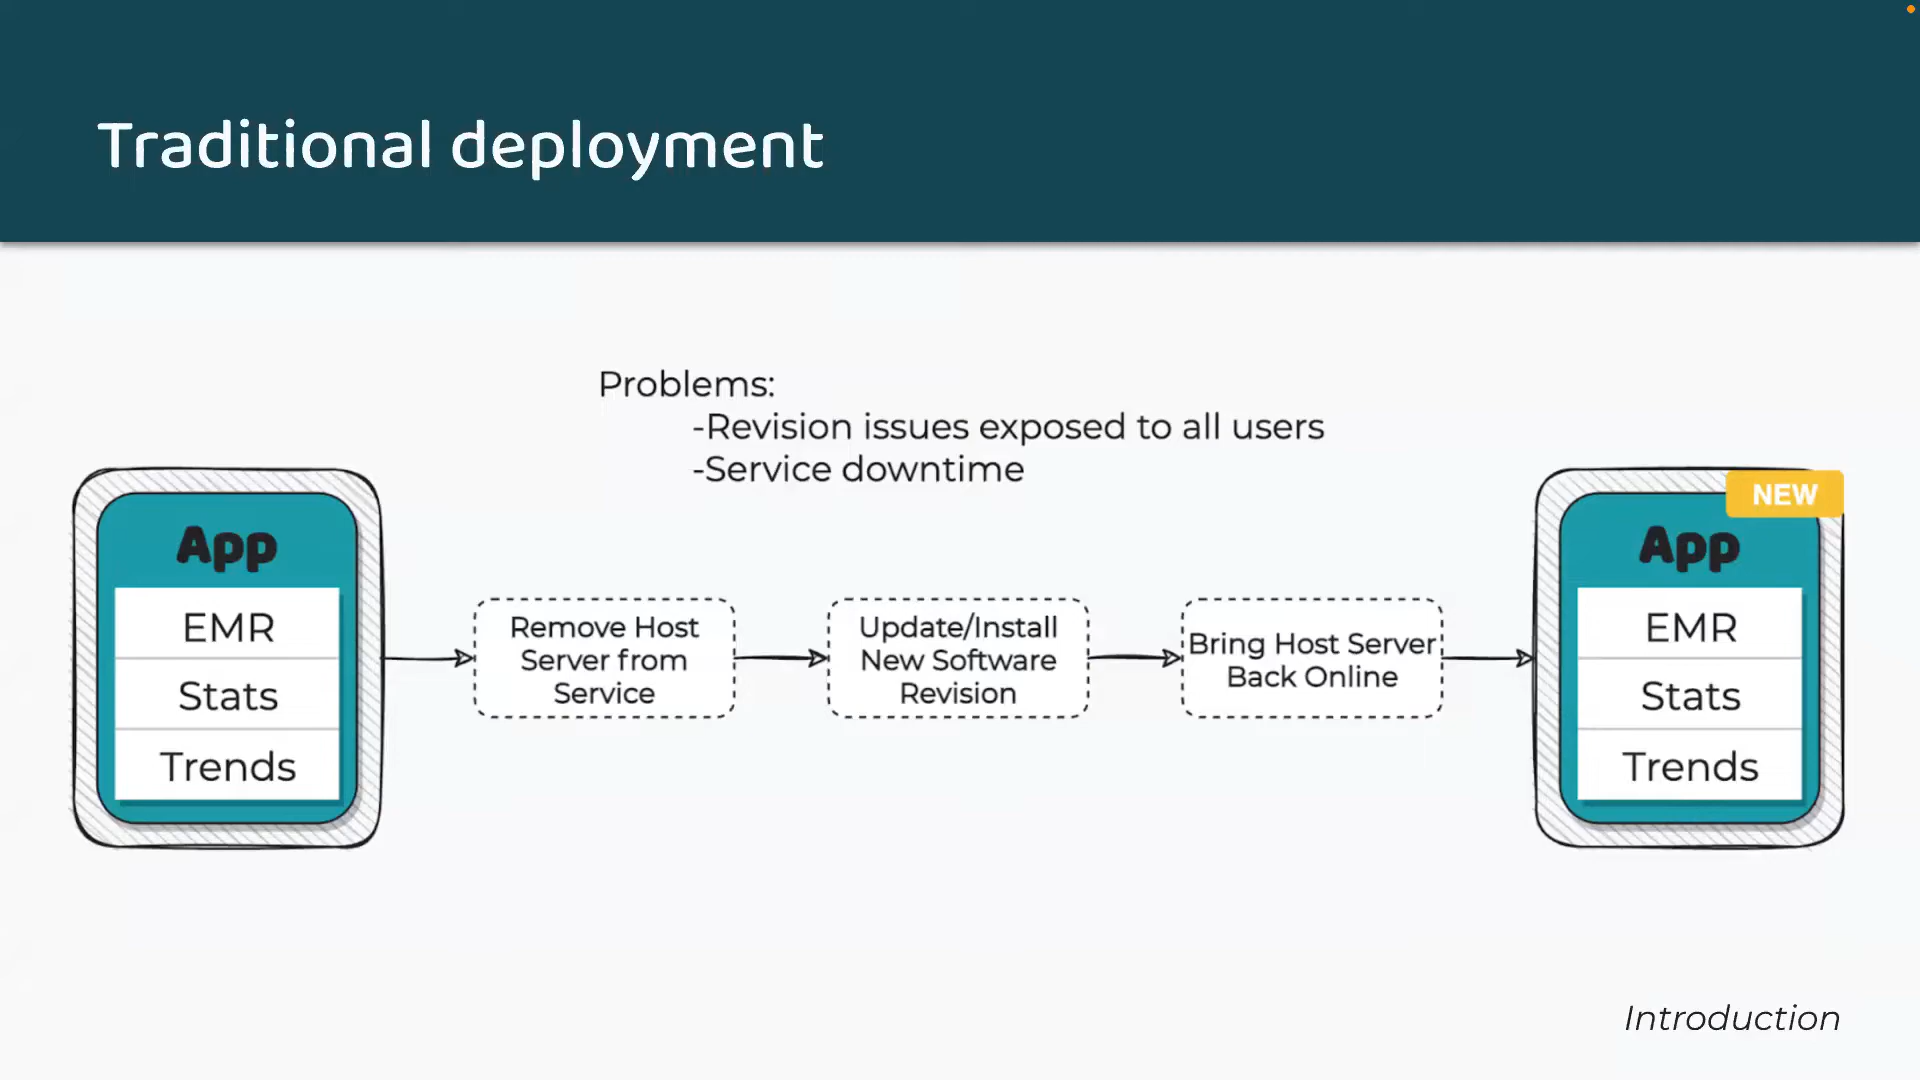 Traditional deployment
Problems:
-Revision issues exposed to all users
-Service downtime
App
EMR
Stats
Trends
Remove Host
Server from
Service
Update/Install
New Software
Revision
Bring Host Server
Back Online
NEW
App
EMR
Stats
Trends
Introduction